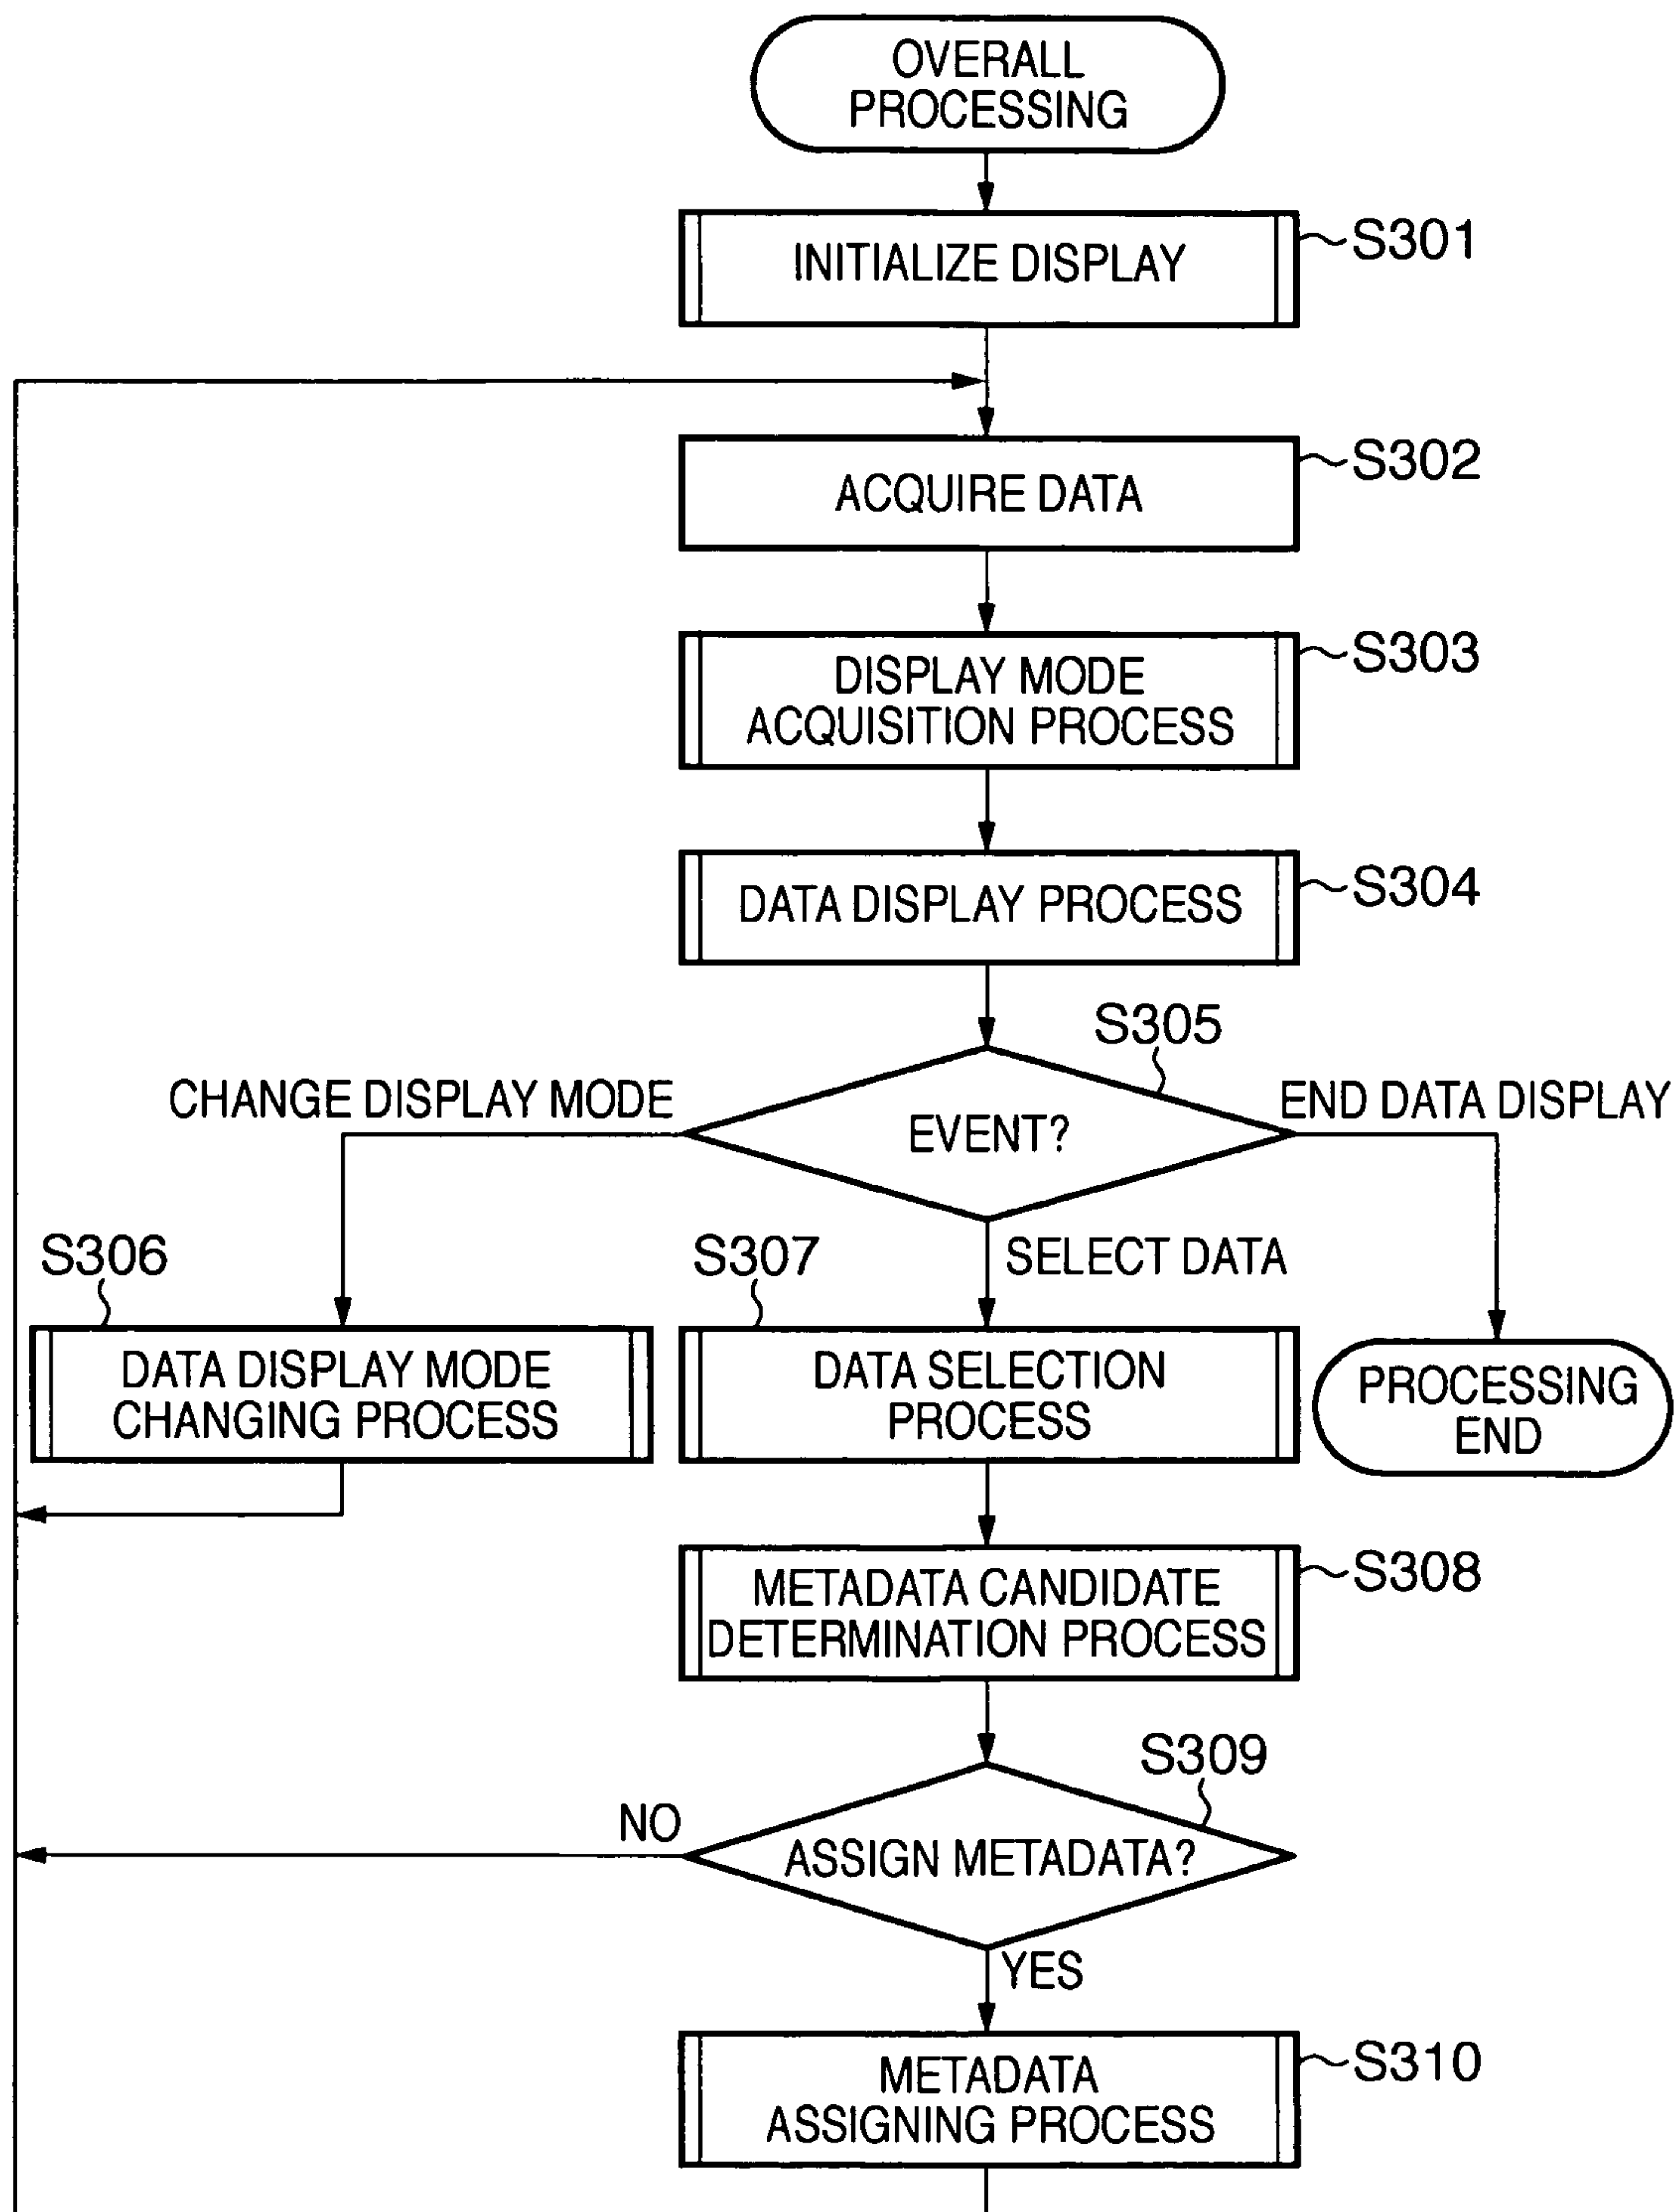 OVERALL
PROCESSING
INITIALIZE DISPLAY
S301
ACQUIRE DATA
S302
DISPLAY MODE
ACQUISITION PROCESS
S303
DATA DISPLAY PROCESS
S304
S305
CHANGE DISPLAY MODE
EVENT?
END DATA DISPLAY
S306
S307
SELECT DATA
DATA DISPLAY MODE
CHANGING PROCESS
DATA SELECTION
PROCESS
PROCESSING
END
METADATA CANDIDATE
DETERMINATION PROCESS
S308
S309
NO
ASSIGN METADATA?
YES
METADATA
ASSIGNING PROCESS
S310